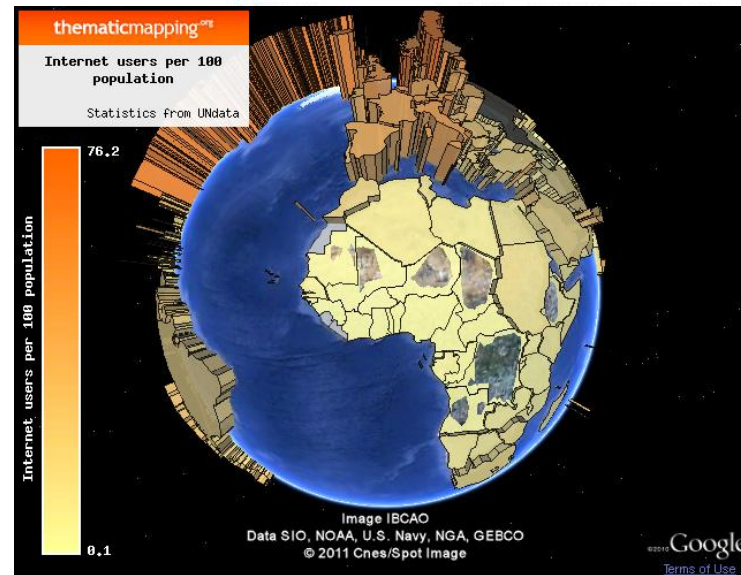 thematicmapping.org
Internet users per 100
population
Statistics from UNdata
76.2
Internet users per 100 population
0.1
Image IBCAO
Data SIO, NOAA, U.S. Navy, NGA, GEBCO
© 2011 Cnes/Spot Image
©2010 Google
Terms of Use